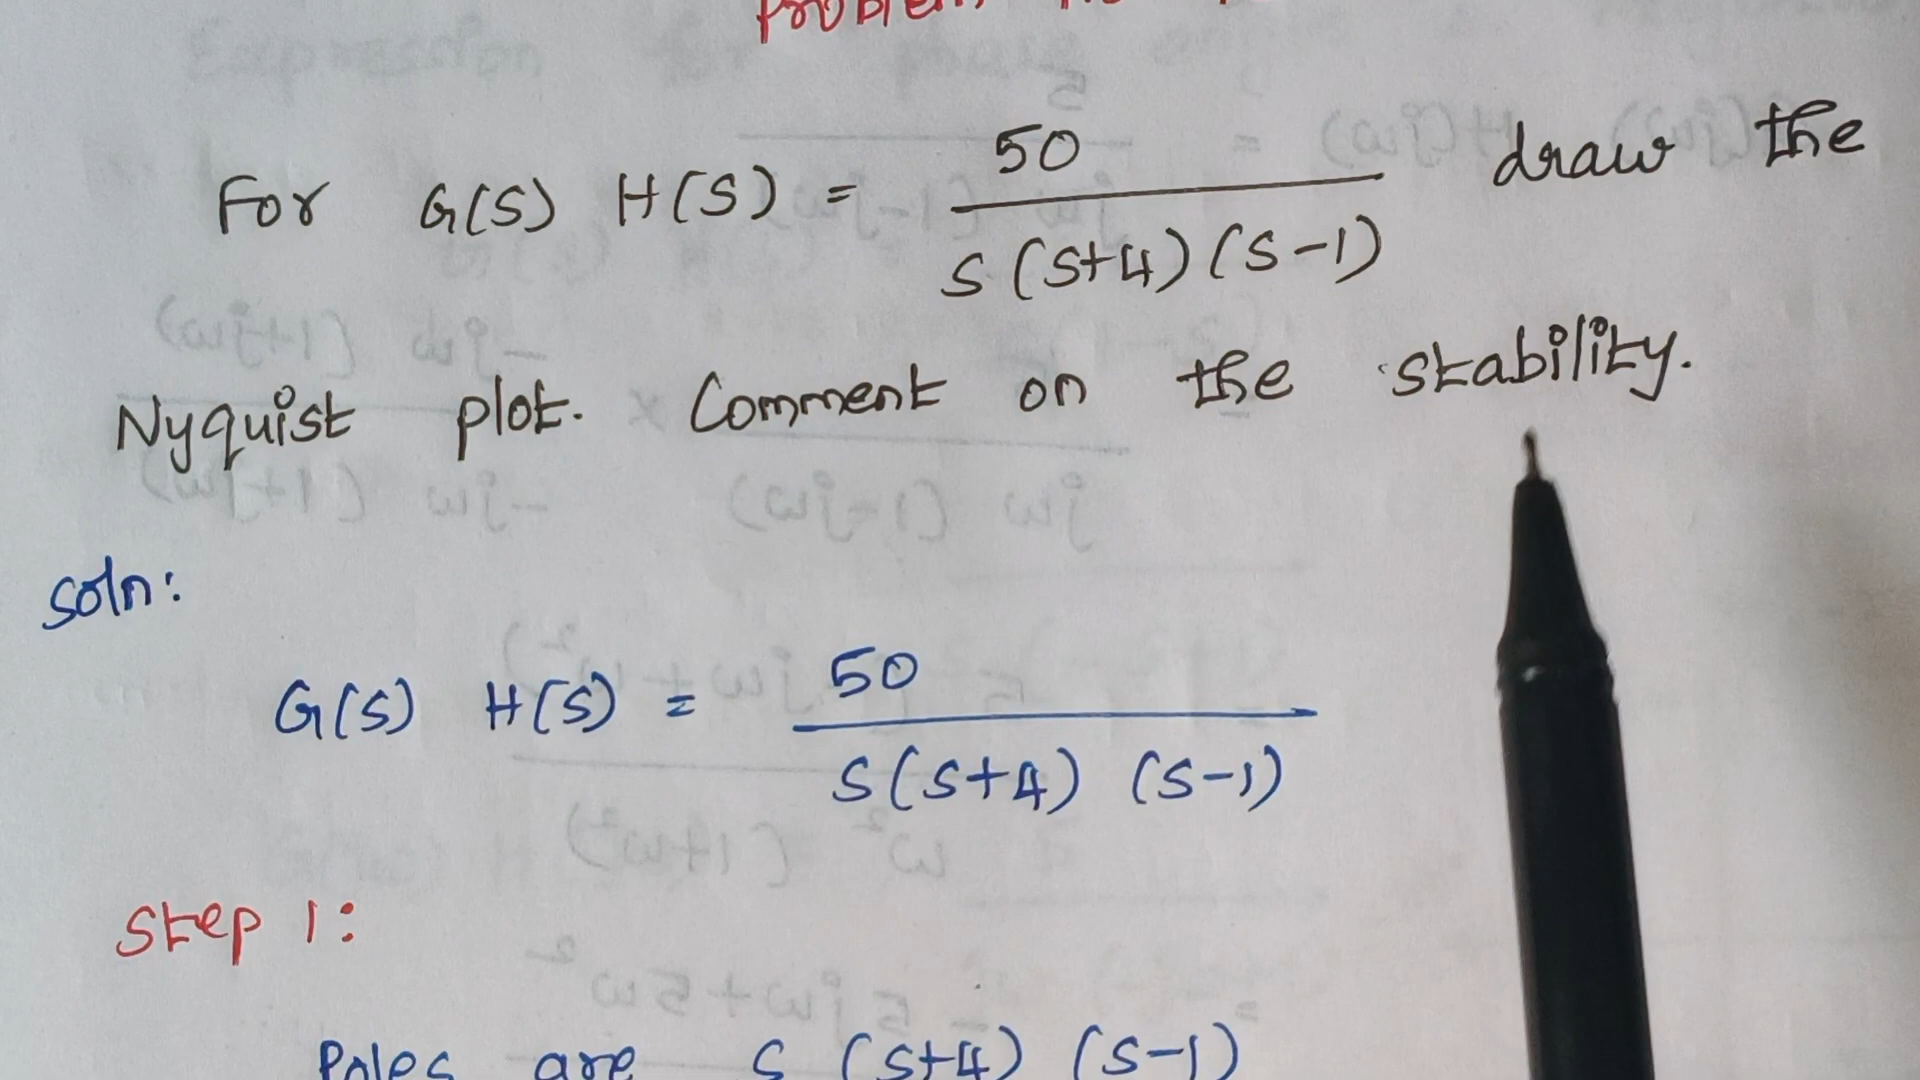 For G(S) H(S) = 50 / S(S+4)(S-1) draw the
Nyquist plot. Comment on the stability.
Soln:
G(S) H(S) = 50 / S(S+4) (S-1)
Step 1:
Poles are S (S+4) (S-1)